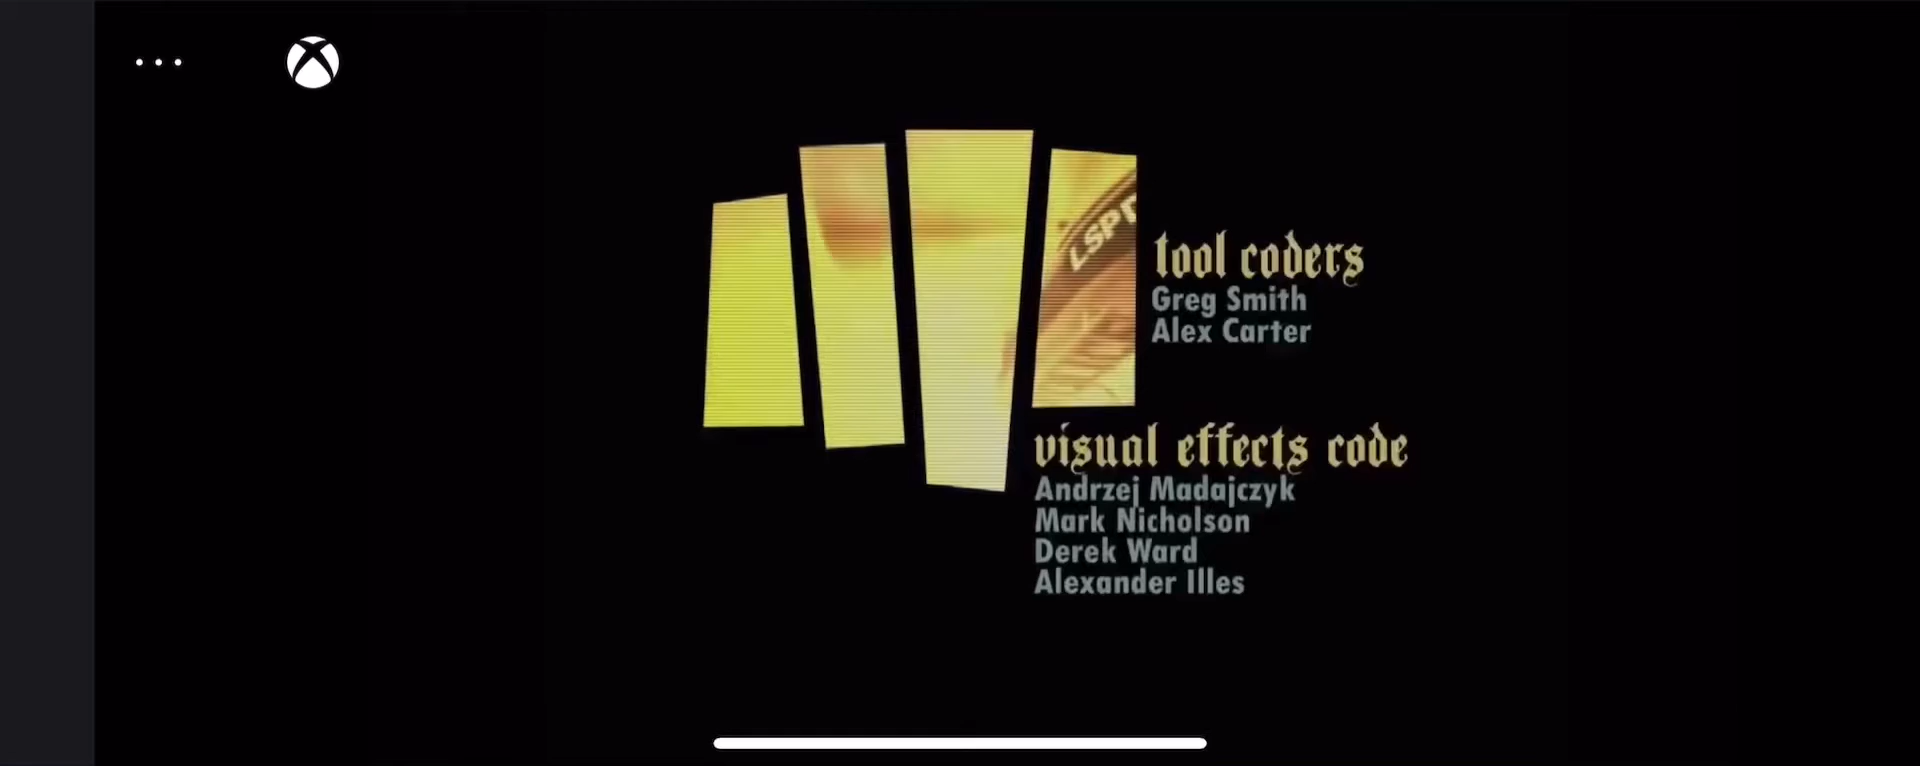 LSPD
tool coders
Greg Smith
Alex Carter
visual effects code
Andrzej Madajczyk
Mark Nicholson
Derek Ward
Alexander Illes